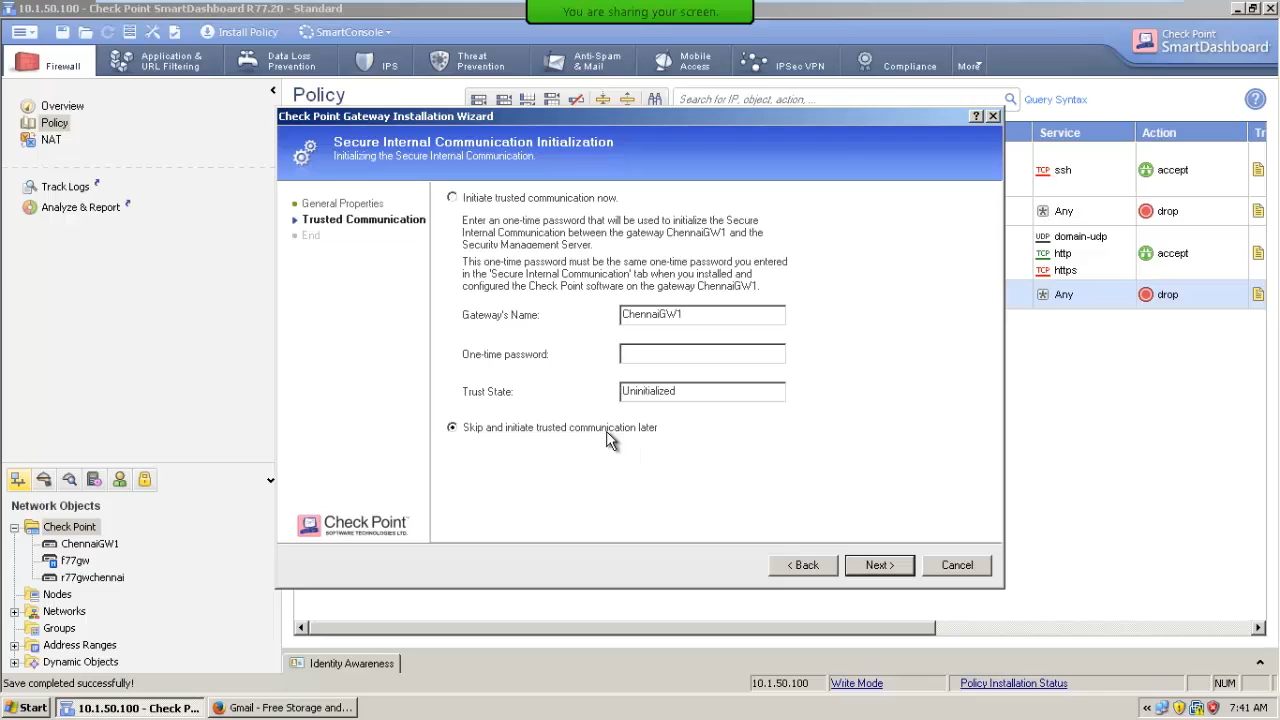 You are sharing your screen.
10.1.50.100 - Check Point SmartDashboard R77.20 - Standard
Install Policy
SmartConsole
Check Point
SmartDashboard
Firewall
Application &
URL Filtering
Data Loss
Prevention
IPS
Threat
Prevention
Anti-Spam
& Mail
Mobile
Access
IPSec VPN
Compliance
More
Overview
Policy
NAT
Track Logs
Analyze & Report
Policy
Search for IP, object, action, ...
Query Syntax
Service
Action
Tr
TCP ssh
accept
Any
drop
UDP domain-udp
TCP http
TCP https
accept
Any
drop
Check Point Gateway Installation Wizard
Secure Internal Communication Initialization
Initializing the Secure Internal Communication.
General Properties
Trusted Communication
End
Initiate trusted communication now.
Enter an one-time password that will be used to initialize the Secure
Internal Communication between the gateway ChennaiGW1 and the
Security Management Server.
This one-time password must be the same one-time password you entered
in the 'Secure Internal Communication' tab when you installed and
configured the Check Point software on the gateway ChennaiGW1.
Gateway's Name:
ChennaiGW1
One-time password:
Trust State:
Uninitialized
Skip and initiate trusted communication later
Check Point
SOFTWARE TECHNOLOGIES LTD.
< Back
Next >
Cancel
Network Objects
Check Point
ChennaiGW1
f77gw
r77gwchennai
Nodes
Networks
Groups
Address Ranges
Dynamic Objects
Identity Awareness
Save completed successfully!
10.1.50.100
Write Mode
Policy Installation Status
NUM
Start
10.1.50.100 - Check P...
Gmail - Free Storage and...
7:41 AM